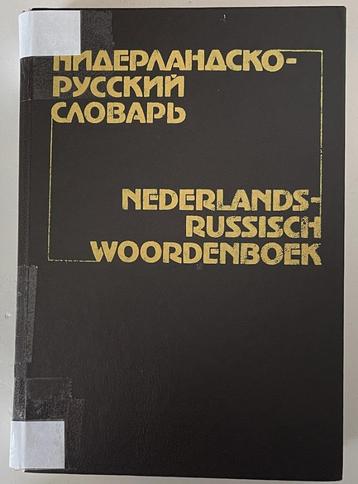 НИДЕРЛАНДСКО-
РУССКИЙ
СЛОВАРЬ
NEDERLANDS-
RUSSISCH
WOORDENBOEK